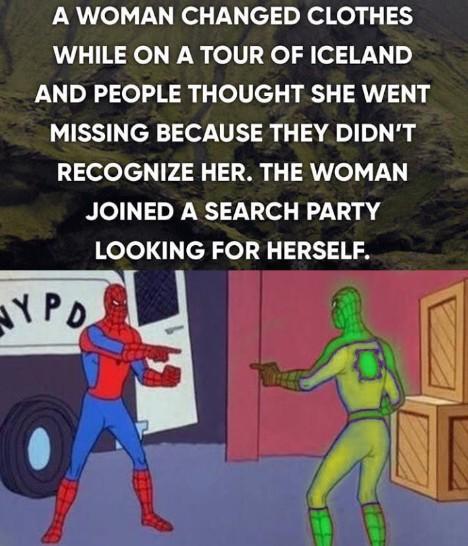 A WOMAN CHANGED CLOTHES
WHILE ON A TOUR OF ICELAND
AND PEOPLE THOUGHT SHE WENT
MISSING BECAUSE THEY DIDN'T
RECOGNIZE HER. THE WOMAN
JOINED A SEARCH PARTY
LOOKING FOR HERSELF.
NYPD